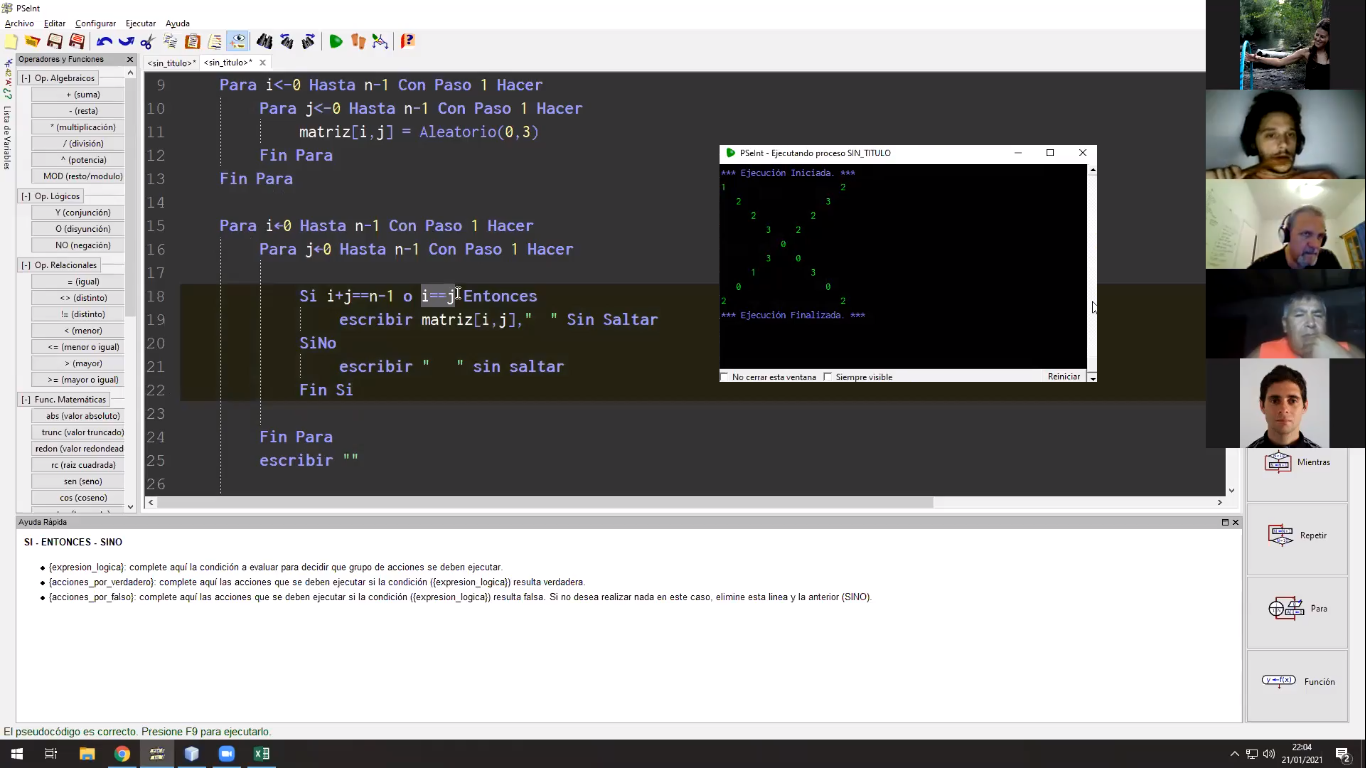 PSeInt
Archivo Editar Configurar Ejecutar Ayuda
Operadores y Funciones
<sin_titulo>* <sin_titulo>*
Lista de Variables
[-] Op. Algebraicos
+ (suma)
- (resta)
* (multiplicación)
/ (división)
^ (potencia)
MOD (resto/modulo)
[-] Op. Lógicos
Y (conjunción)
O (disyunción)
NO (negación)
[-] Op. Relacionales
= (igual)
<> (distinto)
!= (distinto)
< (menor)
<= (menor o igual)
> (mayor)
>= (mayor o igual)
[-] Func. Matemáticas
abs (valor absoluto)
trunc (valor truncado)
redon (valor redondead
rc (raiz cuadrada)
sen (seno)
cos (coseno)
9 Para i<-0 Hasta n-1 Con Paso 1 Hacer
10 Para j<-0 Hasta n-1 Con Paso 1 Hacer
11 matriz[i,j] = Aleatorio(0,3)
12 Fin Para
13 Fin Para
14
15 Para i←0 Hasta n-1 Con Paso 1 Hacer
16 Para j←0 Hasta n-1 Con Paso 1 Hacer
17
18 Si i+j==n-1 o i==j Entonces
19 escribir matriz[i,j],"  " Sin Saltar
20 SiNo
21 escribir "   " sin saltar
22 Fin Si
23
24 Fin Para
25 escribir ""
26
PSeInt - Ejecutando proceso SIN_TITULO
*** Ejecución Iniciada. ***
1 2
2 3
2 2
3 2
0
3 0
1 3
0 0
2 2
*** Ejecución Finalizada. ***
No cerrar esta ventana Siempre visible Reiniciar
Mientras
Repetir
Para
y=f(x) Función
Ayuda Rápida
SI - ENTONCES - SINO
{expresion_logica}: complete aquí la condición a evaluar para decidir que grupo de acciones se deben ejecutar.
{acciones_por_verdadero}: complete aquí las acciones que se deben ejecutar si la condición ({expresion_logica}) resulta verdadera.
{acciones_por_falso}: complete aquí las acciones que se deben ejecutar si la condición ({expresion_logica}) resulta falsa. Si no desea realizar nada en este caso, elimine esta linea y la anterior (SINO).
El pseudocódigo es correcto. Presione F9 para ejecutarlo.
22:04
21/01/2021
2